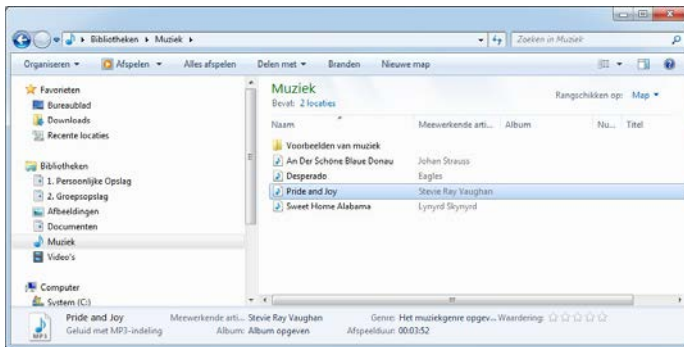 Bibliotheken Muziek
Zoeken in Muziek
Organiseren Afspelen Alles afspelen Delen met Branden Nieuwe map
Favorieten
Bureaublad
Downloads
Recente locaties
Bibliotheken
1. Persoonlijke Opslag
2. Groepsopslag
Afbeeldingen
Documenten
Muziek
Video's
Computer
System (C:)
Muziek
Bevat: 2 locaties
Rangschikken op: Map
Naam Meewerkende arti... Album Nu... Titel
Voorbeelden van muziek
An Der Schöne Blaue Donau Johan Strauss
Desperado Eagles
Pride and Joy Stevie Ray Vaughan
Sweet Home Alabama Lynyrd Skynyrd
Pride and Joy Meewerkende arti... Stevie Ray Vaughan Genre: Het muziekgenre opgev... Waardering:
Geluid met MP3-indeling Album: Album opgeven Afspeelduur: 00:03:52
MP3